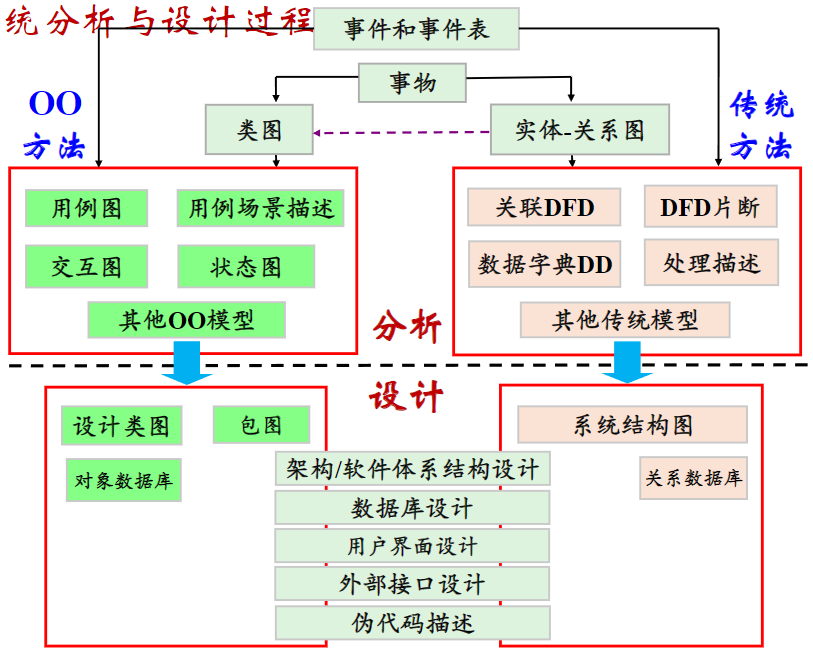 统分析与设计过程
事件和事件表
事物
OO
方法
传统
方法
类图
实体-关系图
用例图
用例场景描述
交互图
状态图
其他OO模型
关联DFD
DFD片断
数据字典DD
处理描述
其他传统模型
分析
设计
设计类图
包图
对象数据库
系统结构图
关系数据库
架构/软件体系结构设计
数据库设计
用户界面设计
外部接口设计
伪代码描述